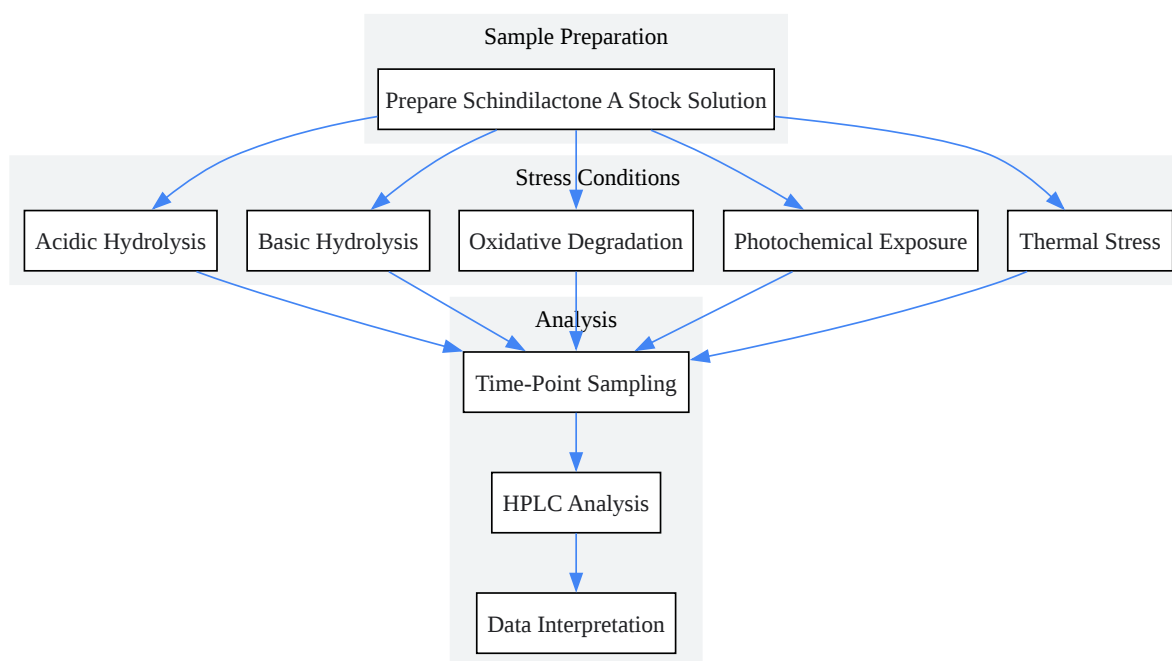 Sample Preparation
Prepare Schindilactone A Stock Solution
Stress Conditions
Acidic Hydrolysis
Basic Hydrolysis
Oxidative Degradation
Photochemical Exposure
Thermal Stress
Analysis
Time-Point Sampling
HPLC Analysis
Data Interpretation